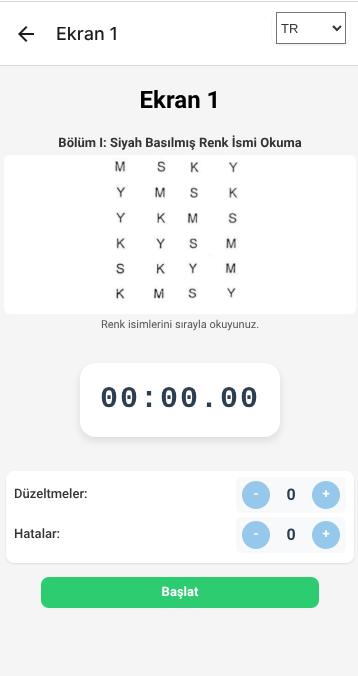 Ekran 1
TR
Ekran 1
Bölüm I: Siyah Basılmış Renk İsmi Okuma
M S K Y
Y M S K
Y K M S
K Y S M
S K Y M
K M S Y
Renk isimlerini sırayla okuyunuz.
00:00.00
Düzeltmeler: - 0 +
Hatalar: - 0 +
Başlat